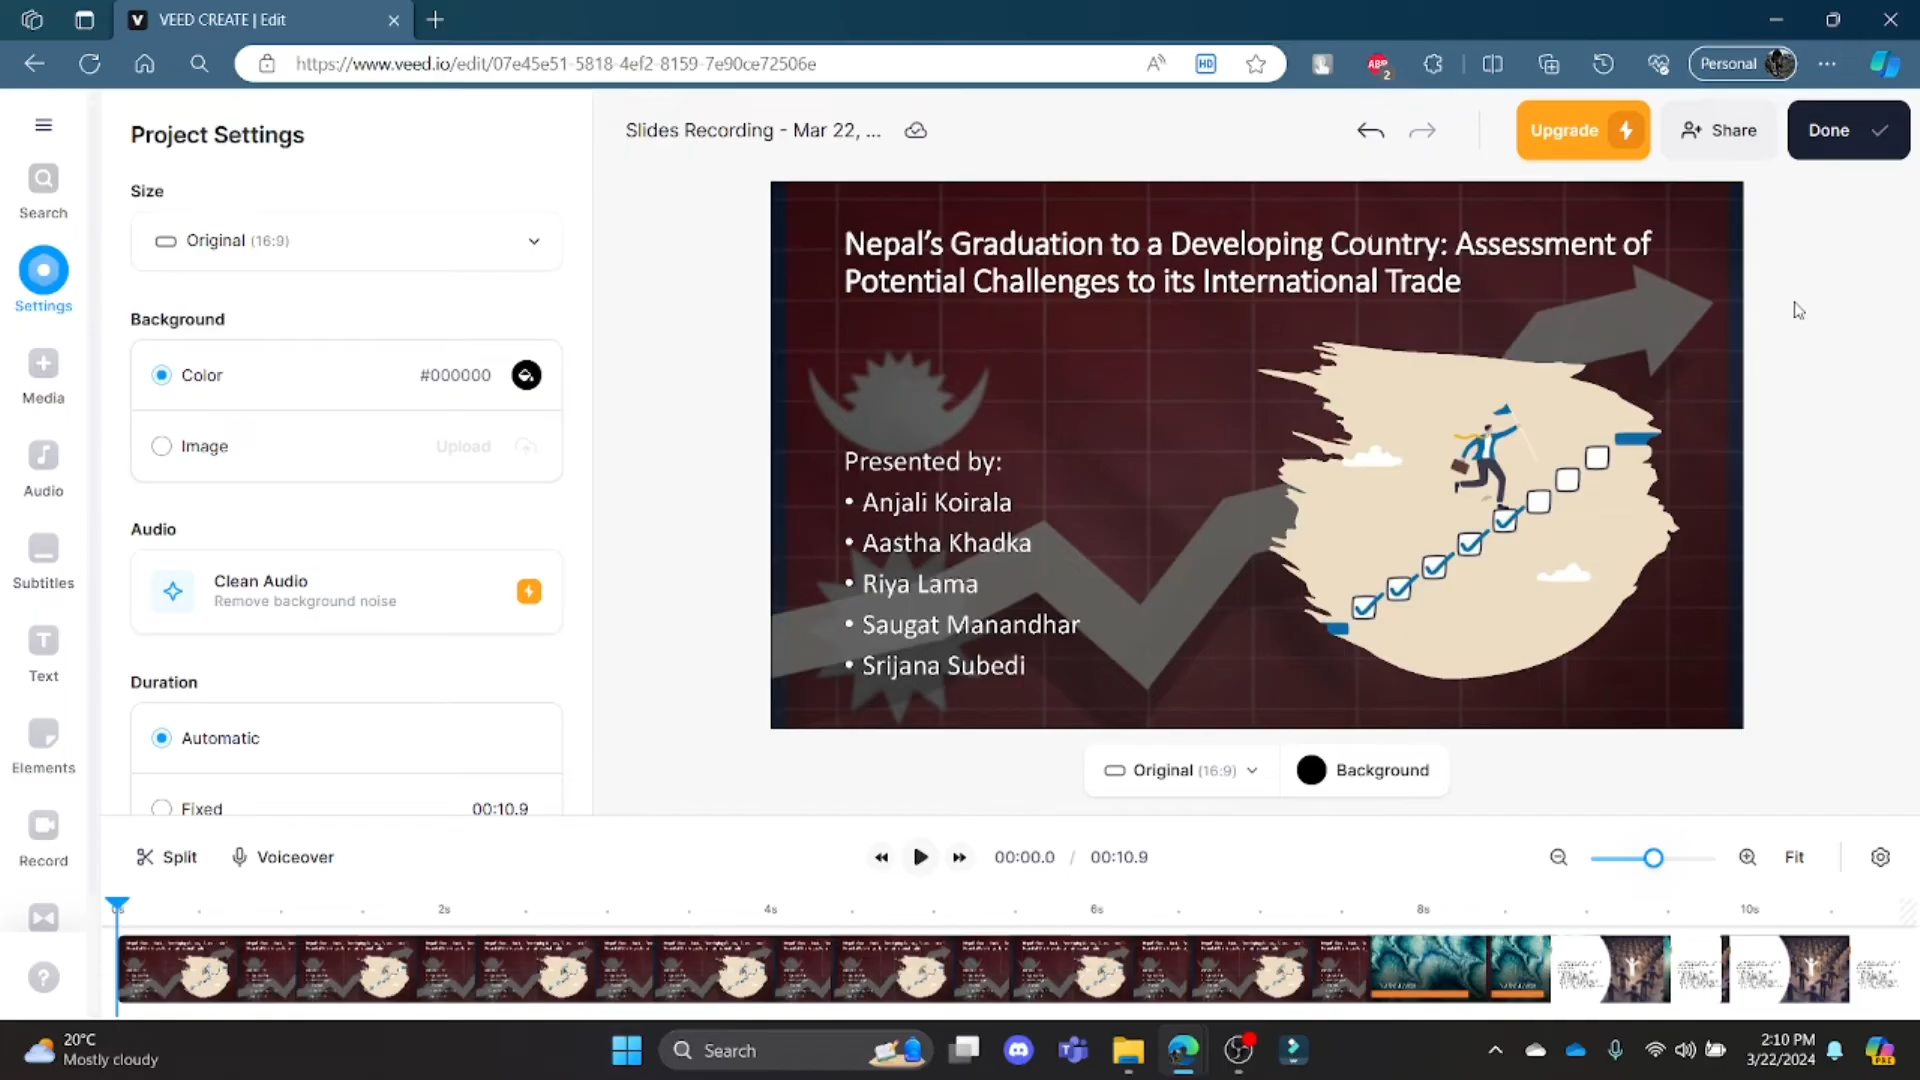 VEED CREATE | Edit
https://www.veed.io/edit/07e45e51-5818-4ef2-8159-7e90ce72506e
HD
ABP
2
Personal
Project Settings
Slides Recording - Mar 22, ...
Upgrade
Share
Done
Search
Settings
Media
Audio
Subtitles
Text
Elements
Record
Size
Original (16:9)
Background
Color
#000000
Image
Upload
Audio
Clean Audio
Remove background noise
Duration
Automatic
Fixed
00:10.9
Nepal's Graduation to a Developing Country: Assessment of
Potential Challenges to its International Trade
Presented by:
• Anjali Koirala
• Aastha Khadka
• Riya Lama
• Saugat Manandhar
• Srijana Subedi
Original (16:9)
Background
Split
Voiceover
00:00.0 / 00:10.9
Fit
2s
4s
6s
8s
10s
20°C
Mostly cloudy
Search
2:10 PM
3/22/2024
PRE